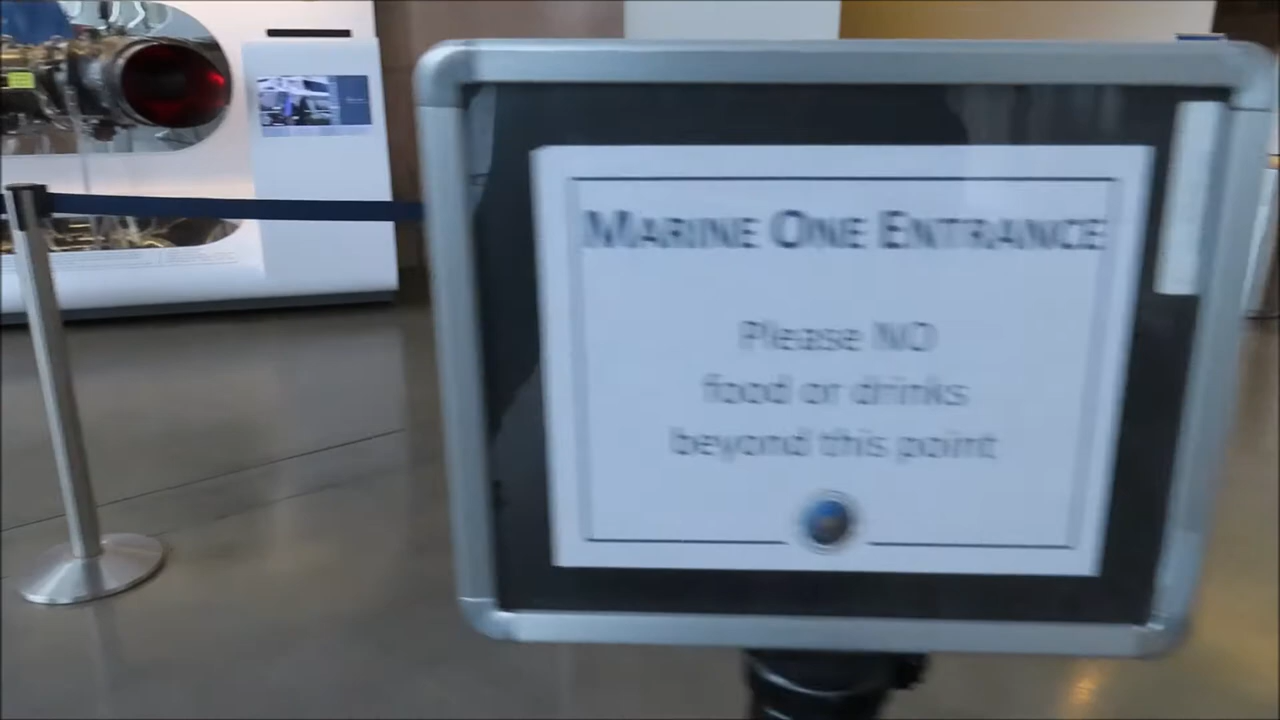 MARINE ONE ENTRANCE
Please NO
food or drinks
beyond this point